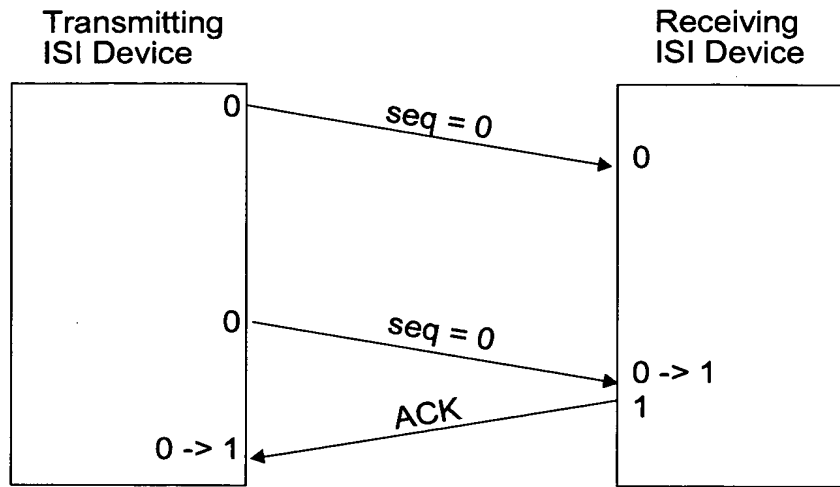 Transmitting
ISI Device
Receiving
ISI Device
0
seq = 0
0
0
seq = 0
0 -> 1
ACK
1
0 -> 1